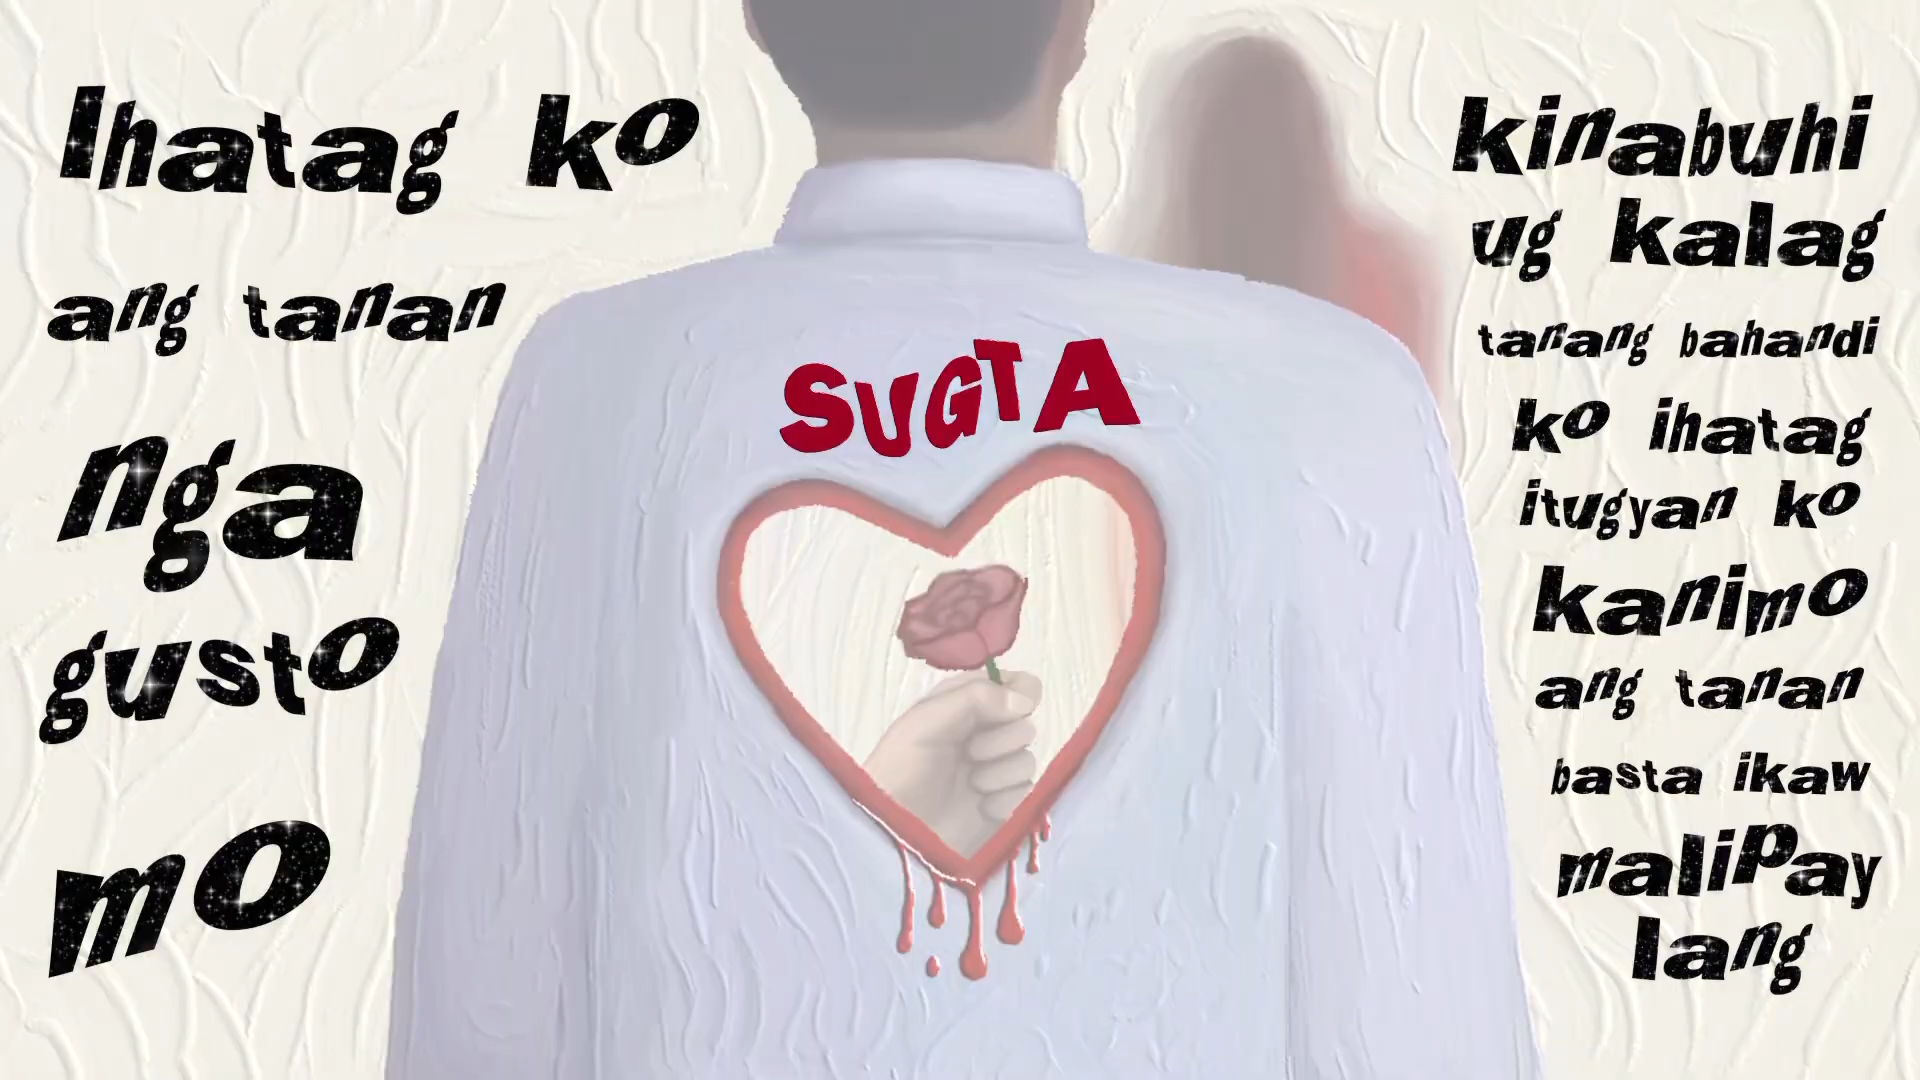 Ihatag ko
ang tanan
nga
gusto
mo
SUGTA
kinabuhi
ug kalag
tanang bahandi
ko ihatag
itugyan ko
kanimo
ang tanan
basta ikaw
malipay
lang